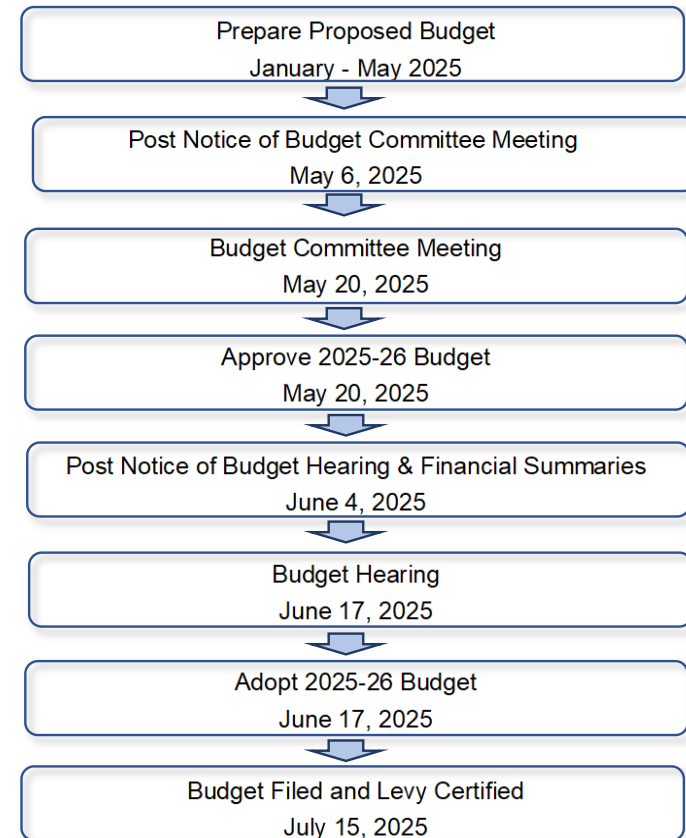 Prepare Proposed Budget
January - May 2025
Post Notice of Budget Committee Meeting
May 6, 2025
Budget Committee Meeting
May 20, 2025
Approve 2025-26 Budget
May 20, 2025
Post Notice of Budget Hearing & Financial Summaries
June 4, 2025
Budget Hearing
June 17, 2025
Adopt 2025-26 Budget
June 17, 2025
Budget Filed and Levy Certified
July 15, 2025